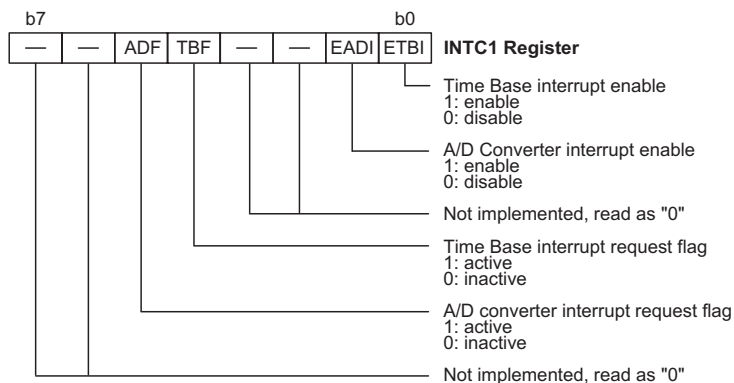 b7 b0
— — ADF TBF — — EADI ETBI INTC1 Register
Time Base interrupt enable
1: enable
0: disable
A/D Converter interrupt enable
1: enable
0: disable
Not implemented, read as "0"
Time Base interrupt request flag
1: active
0: inactive
A/D converter interrupt request flag
1: active
0: inactive
Not implemented, read as "0"